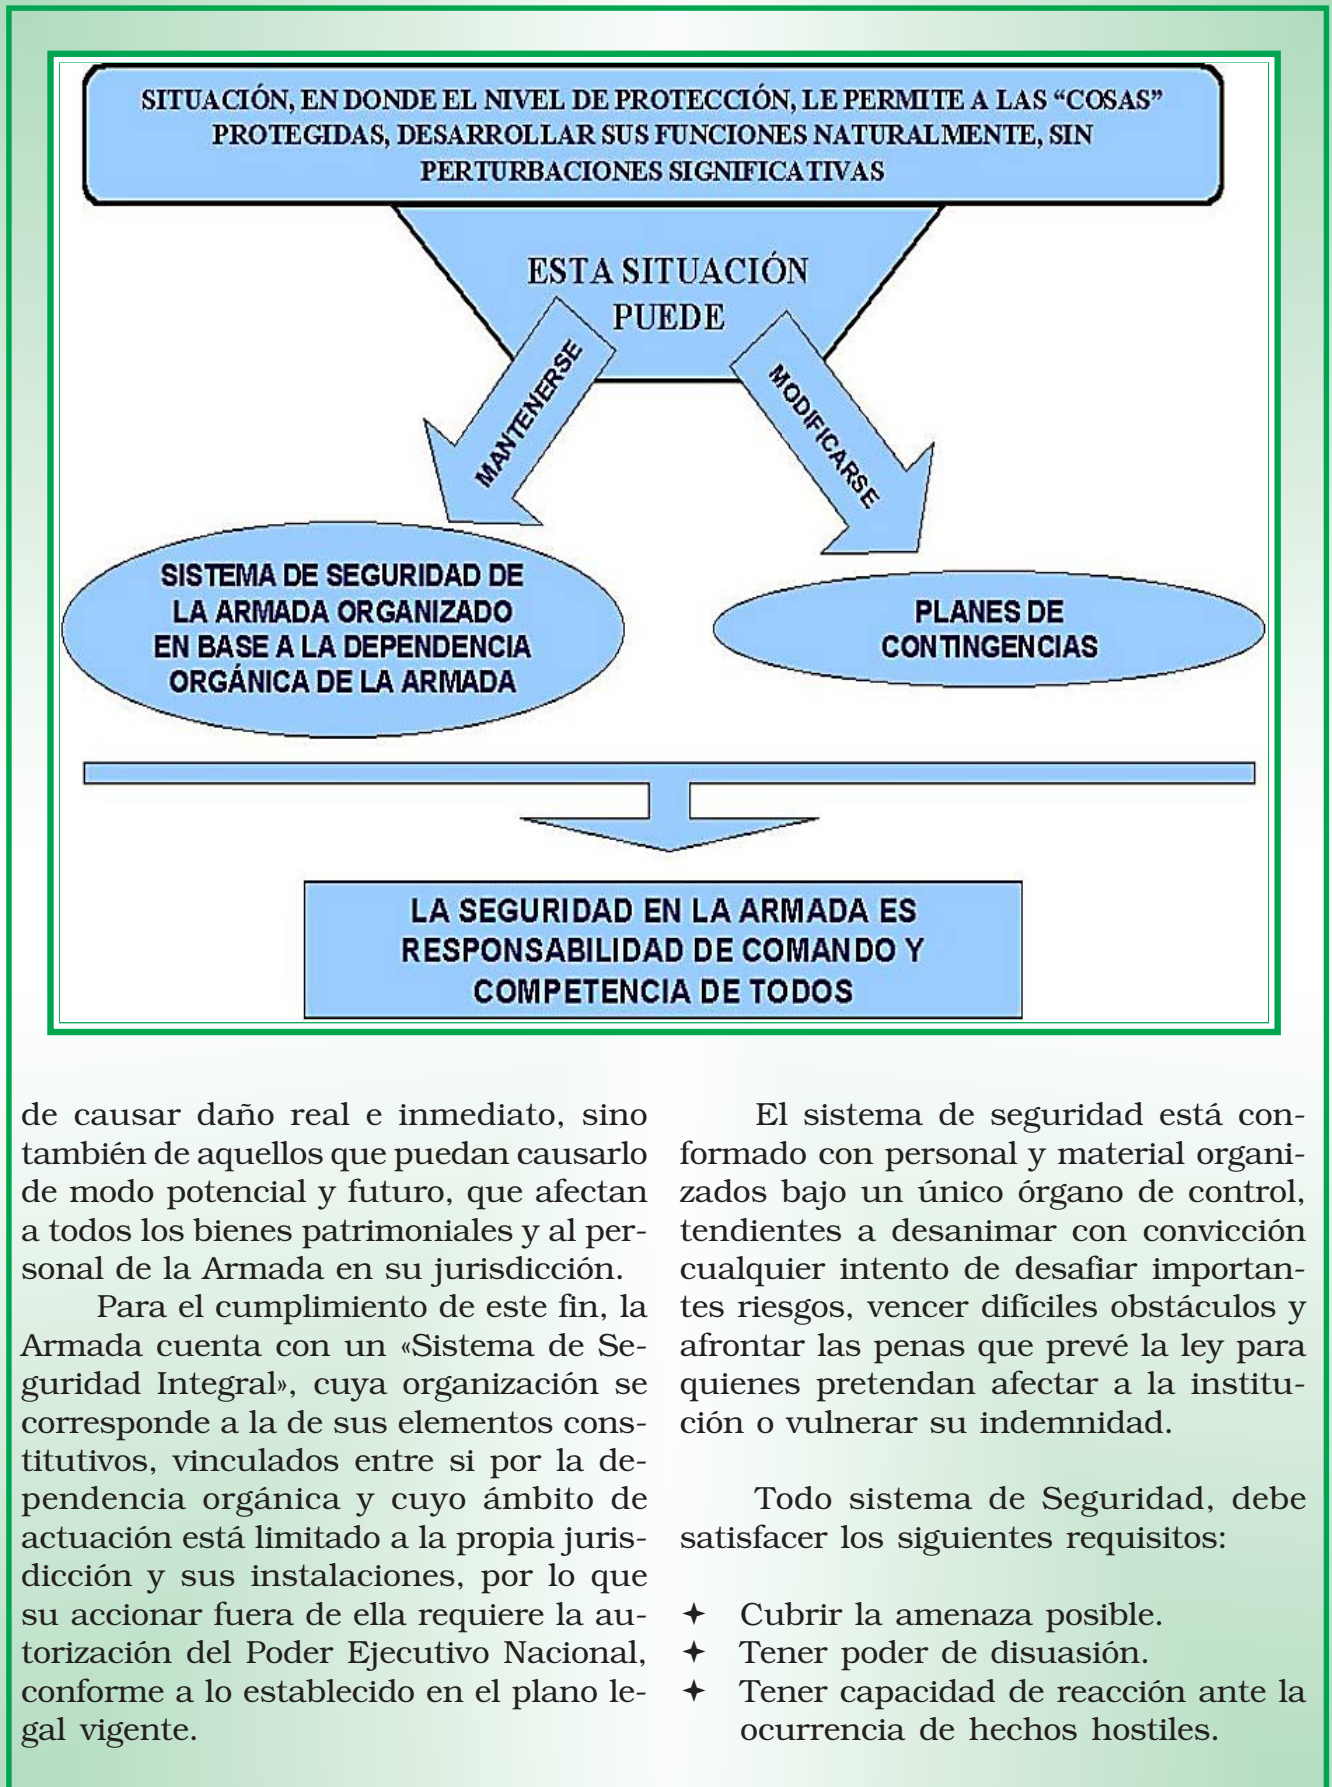 SITUACIÓN, EN DONDE EL NIVEL DE PROTECCIÓN, LE PERMITE A LAS “COSAS”
PROTEGIDAS, DESARROLLAR SUS FUNCIONES NATURALMENTE, SIN
PERTURBACIONES SIGNIFICATIVAS
ESTA SITUACIÓN
PUEDE
MANTENERSE
MODIFICARSE
SISTEMA DE SEGURIDAD DE
LA ARMADA ORGANIZADO
EN BASE A LA DEPENDENCIA
ORGÁNICA DE LA ARMADA
PLANES DE
CONTINGENCIAS
LA SEGURIDAD EN LA ARMADA ES
RESPONSABILIDAD DE COMANDO Y
COMPETENCIA DE TODOS
de causar daño real e inmediato, sino
también de aquellos que puedan causarlo
de modo potencial y futuro, que afectan
a todos los bienes patrimoniales y al per-
sonal de la Armada en su jurisdicción.
Para el cumplimiento de este fin, la
Armada cuenta con un «Sistema de Se-
guridad Integral», cuya organización se
corresponde a la de sus elementos cons-
titutivos, vinculados entre si por la de-
pendencia orgánica y cuyo ámbito de
actuación está limitado a la propia juris-
dicción y sus instalaciones, por lo que
su accionar fuera de ella requiere la au-
torización del Poder Ejecutivo Nacional,
conforme a lo establecido en el plano le-
gal vigente.
El sistema de seguridad está con-
formado con personal y material organi-
zados bajo un único órgano de control,
tendientes a desanimar con convicción
cualquier intento de desafiar importan-
tes riesgos, vencer difíciles obstáculos y
afrontar las penas que prevé la ley para
quienes pretendan afectar a la institu-
ción o vulnerar su indemnidad.
Todo sistema de Seguridad, debe
satisfacer los siguientes requisitos:
✦ Cubrir la amenaza posible.
✦ Tener poder de disuasión.
✦ Tener capacidad de reacción ante la
ocurrencia de hechos hostiles.